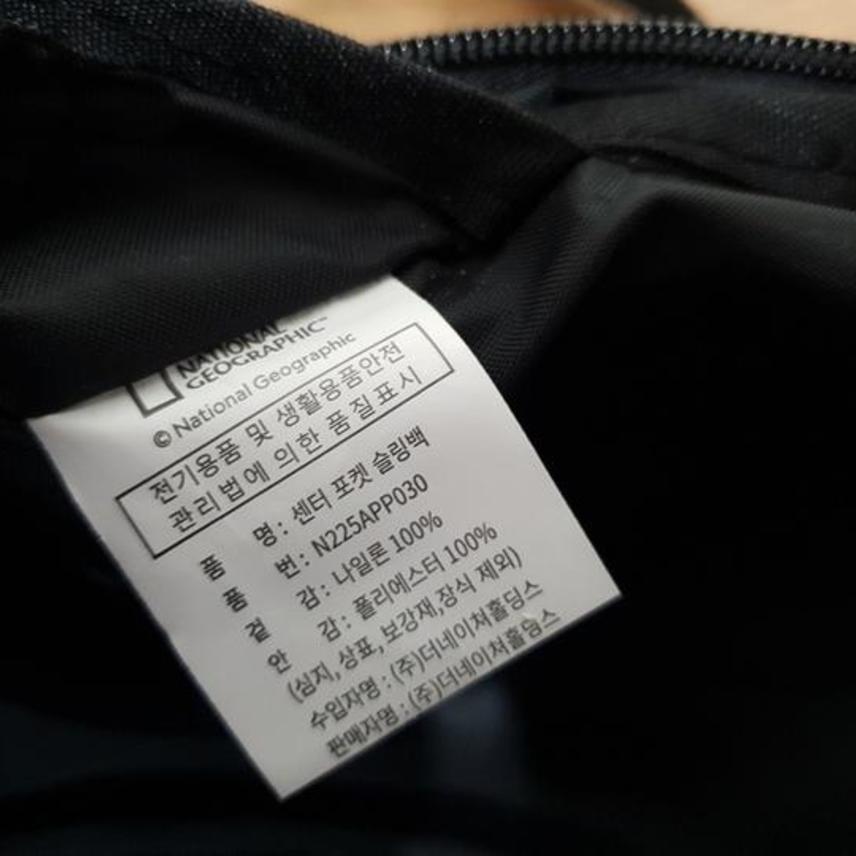 NATIONAL
GEOGRAPHIC™
© National Geographic
전기용품 및 생활용품안전
관리법에 의한 품질표시
품 명 : 센터 포켓 슬링백
품 번 : N225APP030
겉 감 : 나일론 100%
안 감 : 폴리에스터 100%
(심지, 상표, 보강재,장식 제외)
수입자명 : (주)더네이쳐홀딩스
판매자명 : (주)더네이쳐홀딩스